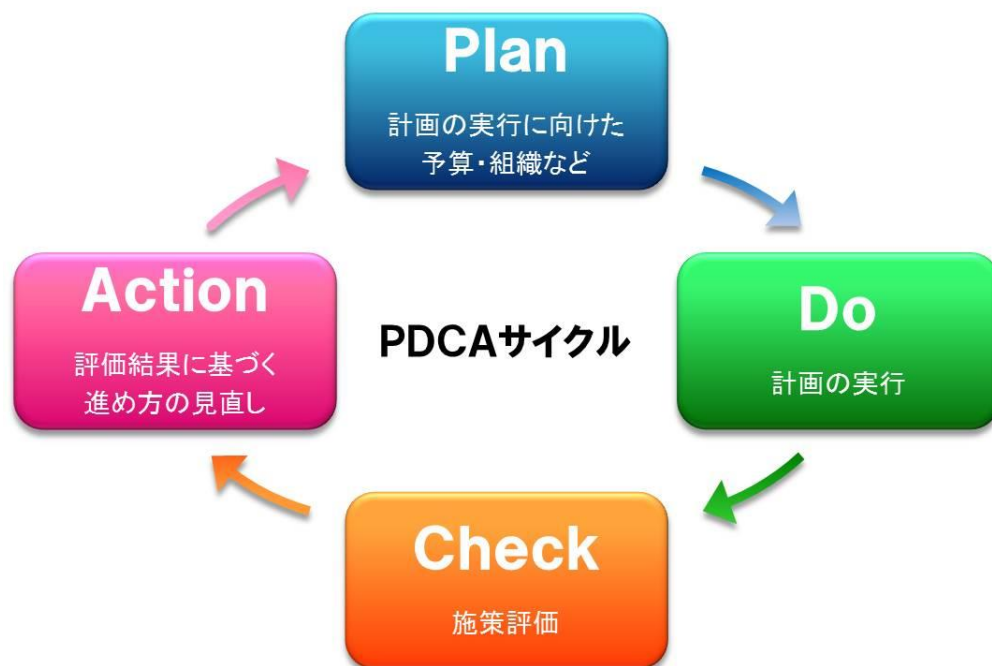 Plan
計画の実行に向けた
予算・組織など
Action
評価結果に基づく
進め方の見直し
PDCAサイクル
Do
計画の実行
Check
施策評価